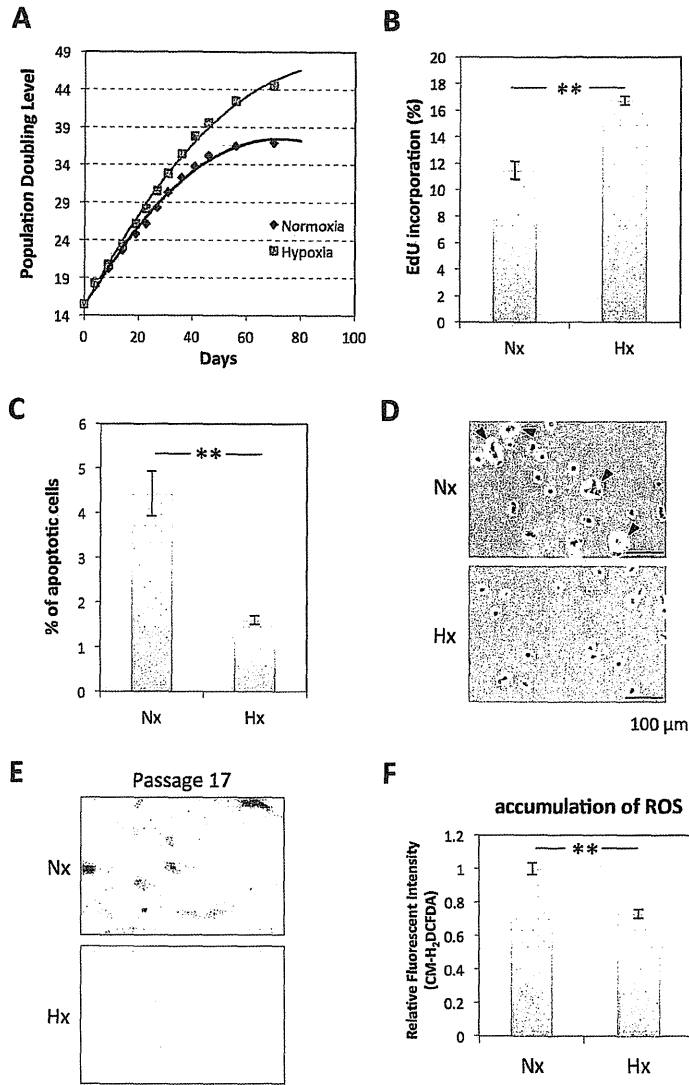 A
Population Doubling Level
49
44
39
34
29
24
19
14
0 20 40 60 80 100
Days
Normoxia
Hypoxia
B
EdU incorporation (%)
20
18
16
14
12
10
8
6
4
2
0
**
Nx Hx
C
% of apoptotic cells
6
5
4
3
2
1
0
**
Nx Hx
D
Nx
Hx
100 µm
E
Passage 17
Nx
Hx
F
accumulation of ROS
Relative Fluorescent Intensity
(CM-H₂DCFDA)
1.2
1
0.8
0.6
0.4
0.2
0
**
Nx Hx